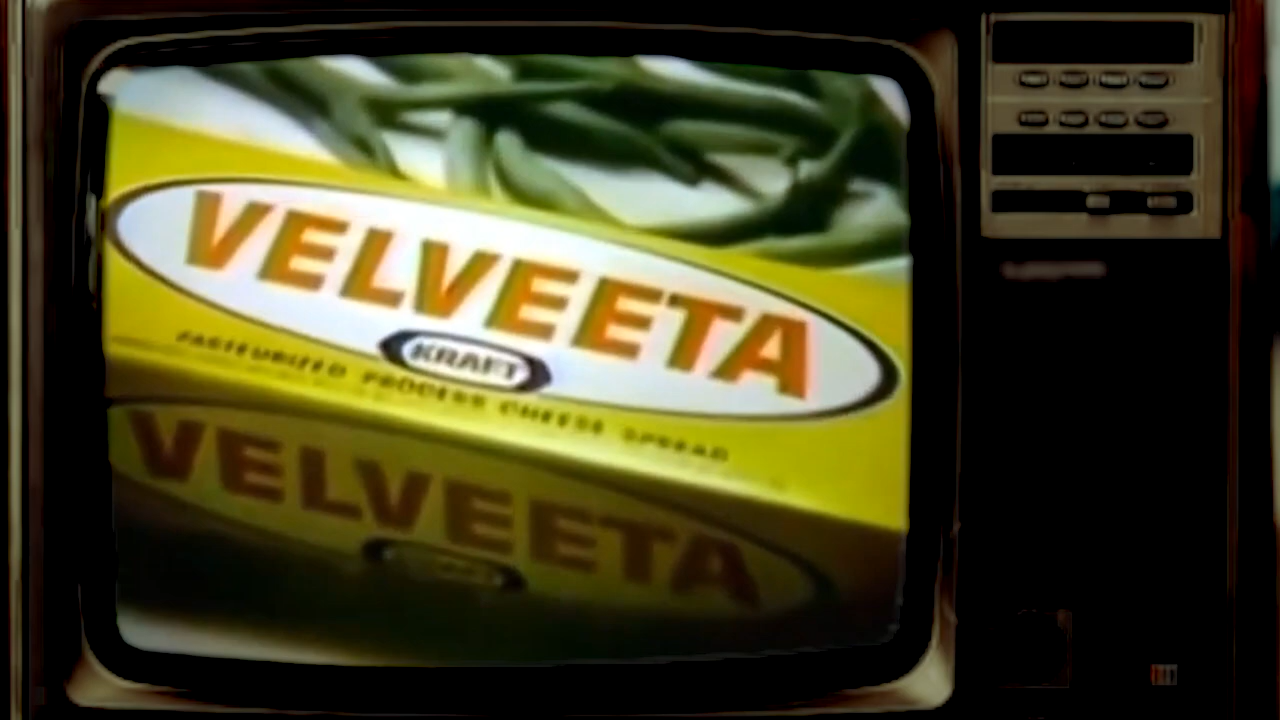 VELVEETA
KRAFT
PASTEURIZED PROCESS CHEESE SPREAD
VELVEETA